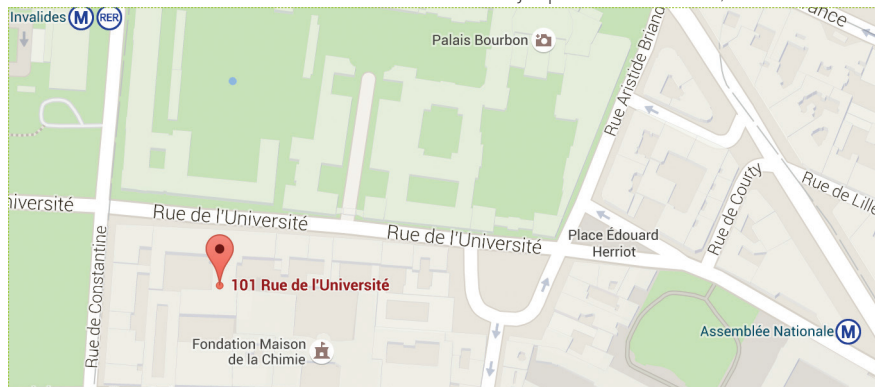 Invalides M RER
Palais Bourbon
Rue Aristide Briand
Rue de Lille
Rue de Courty
niversité
Rue de l'Université
Rue de l'Université
Place Édouard
Herriot
Rue de Constantine
101 Rue de l'Université
Assemblée Nationale M
Fondation Maison
de la Chimie